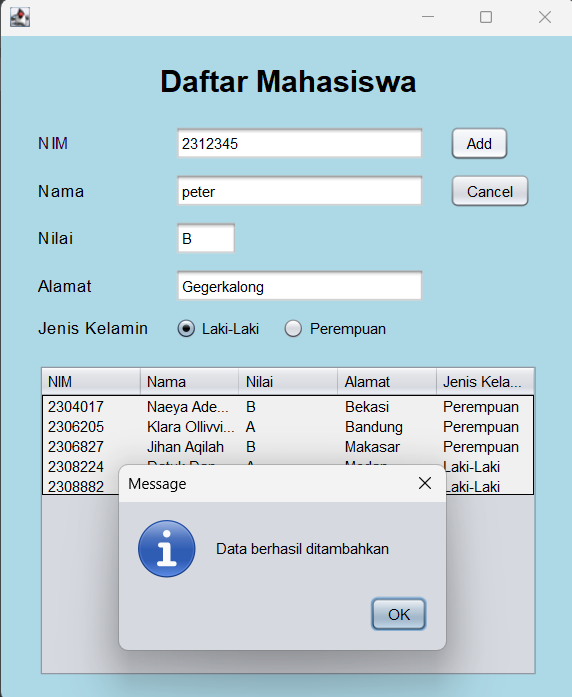 Daftar Mahasiswa
NIM 2312345 Add
Nama peter Cancel
Nilai B
Alamat Gegerkalong
Jenis Kelamin Laki-Laki Perempuan
NIM Nama Nilai Alamat Jenis Kela...
2304017 Naeya Ade... B Bekasi Perempuan
2306205 Klara Ollivvi... A Bandung Perempuan
2306827 Jihan Aqilah B Makasar Perempuan
2308224 A Medan Laki-Laki
2308882 Laki-Laki
Message
Data berhasil ditambahkan
OK